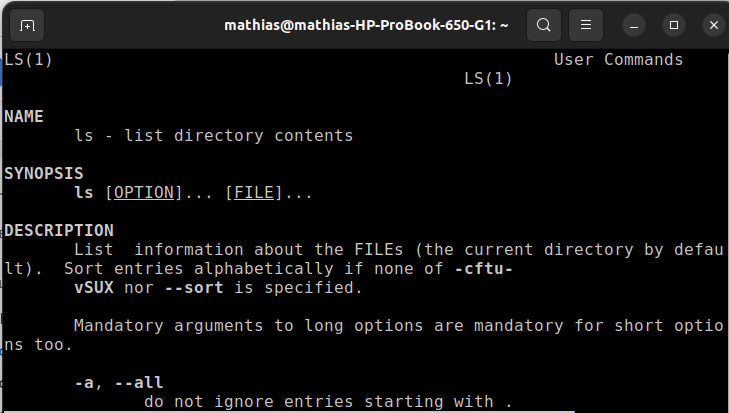 mathias@mathias-HP-ProBook-650-G1: ~
LS(1) User Commands
LS(1)
NAME
ls - list directory contents
SYNOPSIS
ls [OPTION]... [FILE]...
DESCRIPTION
List  information about the FILEs (the current directory by defau
lt).  Sort entries alphabetically if none of -cftu-
vSUX nor --sort is specified.
Mandatory arguments to long options are mandatory for short optio
ns too.
-a, --all
do not ignore entries starting with .